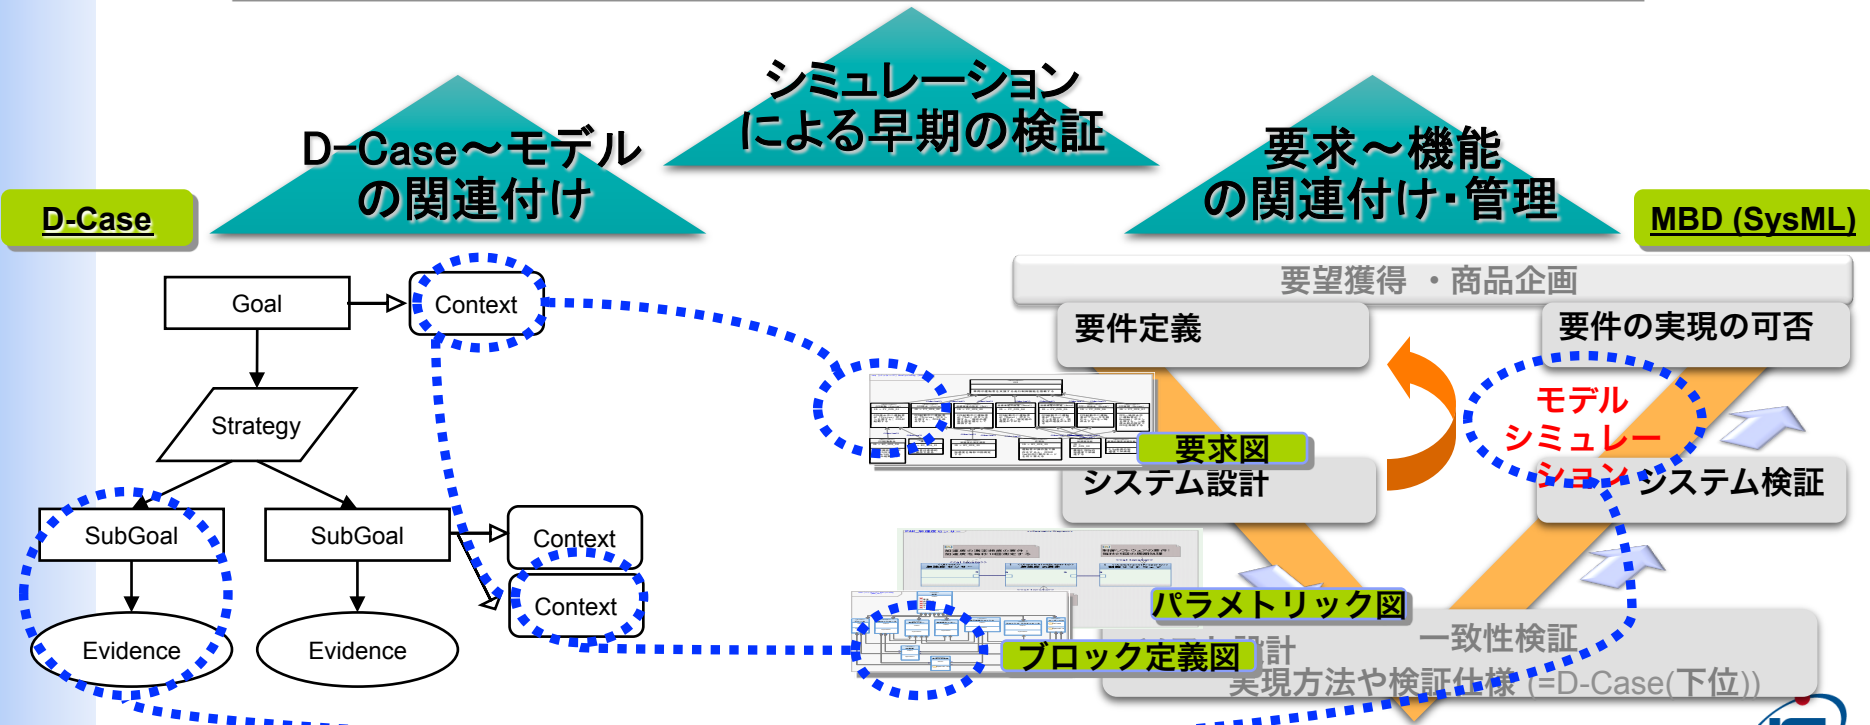 シミュレーション
による早期の検証
D-Case～モデル
の関連付け
要求～機能
の関連付け・管理
D-Case
MBD (SysML)
Goal
Context
Strategy
SubGoal
SubGoal
Context
Context
Evidence
Evidence
要望獲得 ・商品企画
要件定義
要件の実現の可否
モデル
シミュレー
ション
要求図
システム設計
システム検証
パラメトリック図
ブロック定義図
設計
一致性検証
実現方法や検証仕様 (=D-Case(下位))